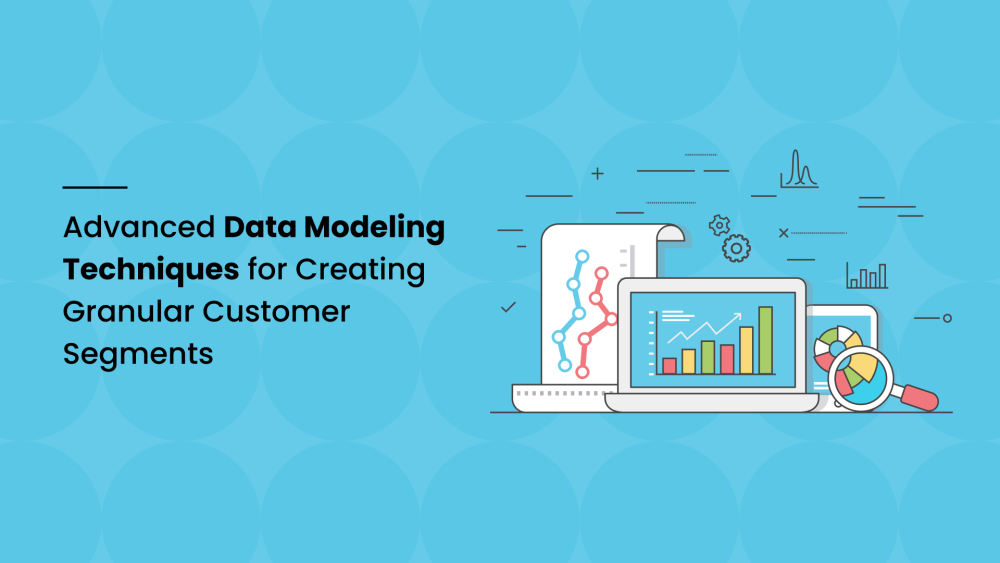 Advanced Data Modeling
Techniques for Creating
Granular Customer
Segments